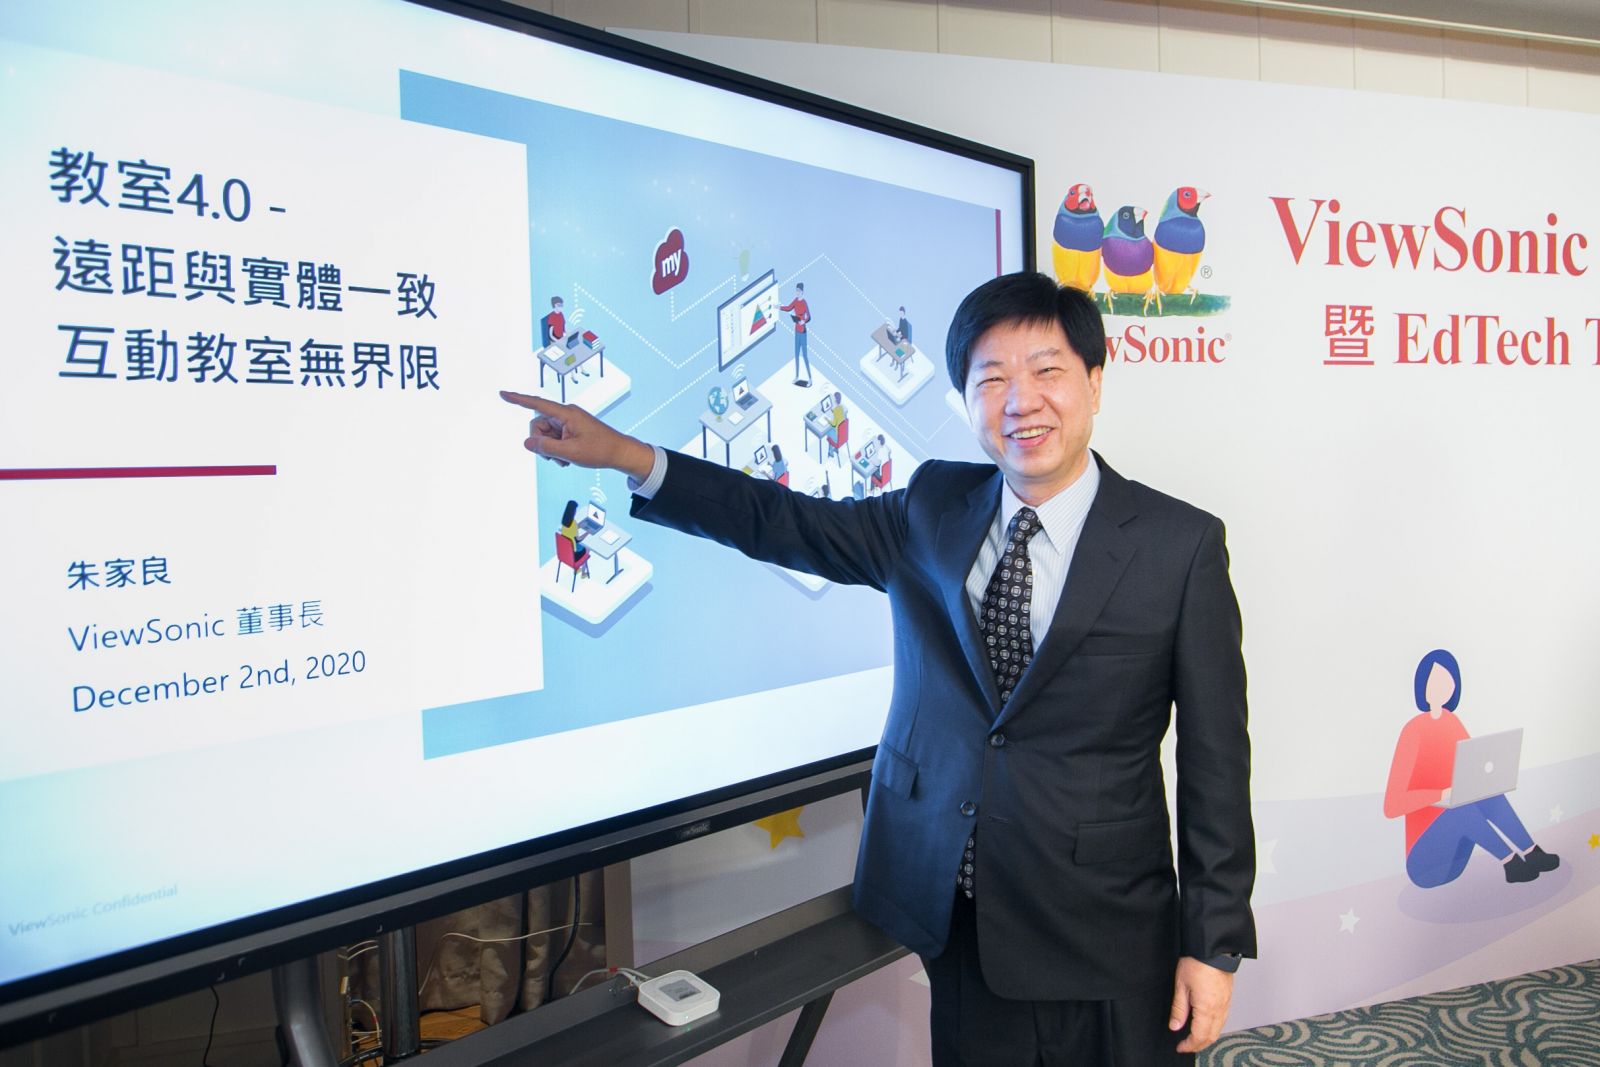 教室4.0 -
遠距與實體一致
互動教室無界限
朱家良
ViewSonic 董事長
December 2nd, 2020
ViewSonic Confidential
my
ViewSonic
wSonic®
ViewSonic
暨 EdTech T